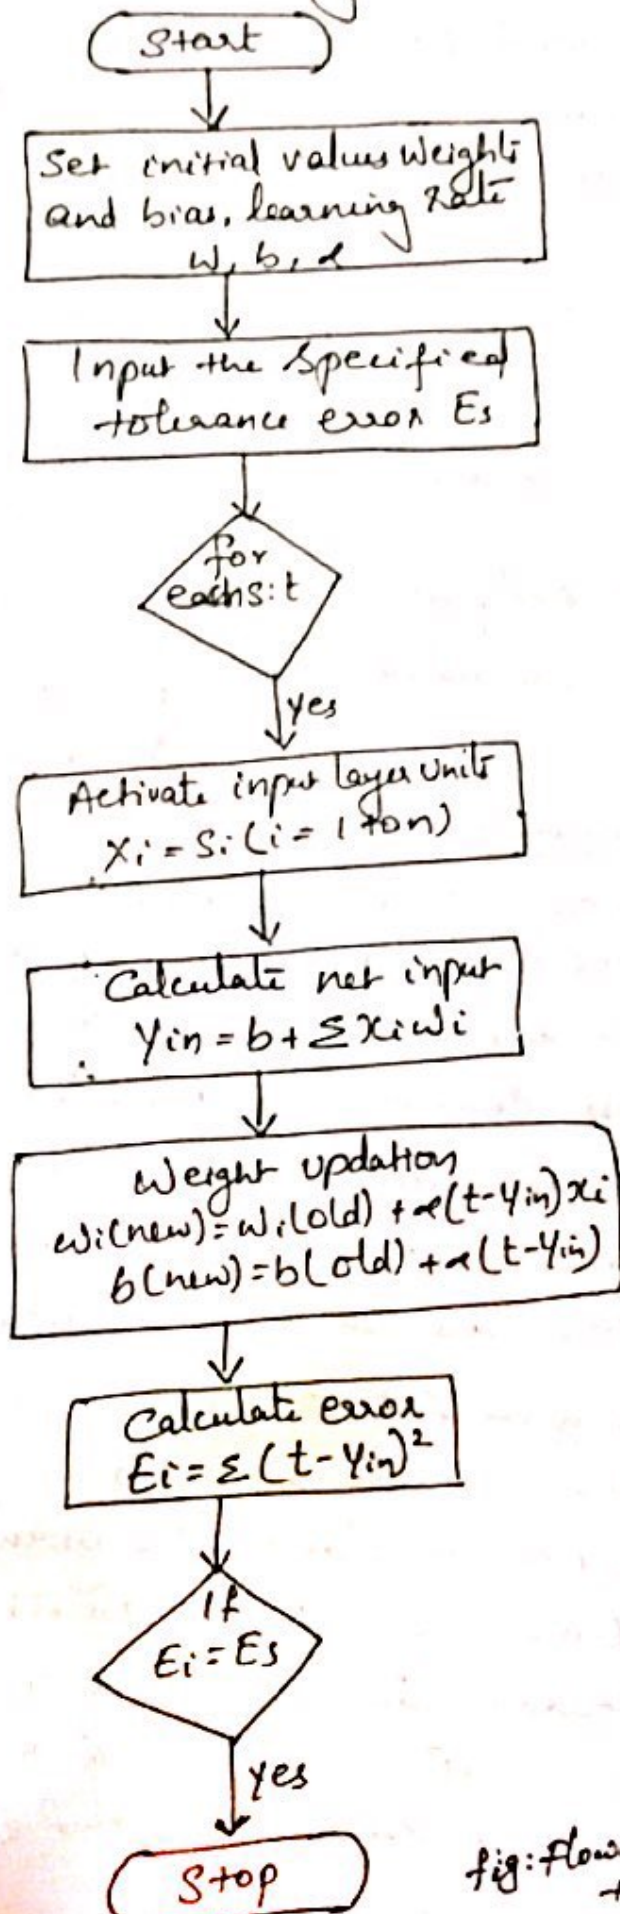 Start
Set initial values Weights
and bias, learning rate
w, b, α
Input the specified
tolerance error Es
for
each s:t
yes
Activate input layer units
xi = si (i = 1 to n)
Calculate net input
Yin = b + Σ xi wi
Weight updation
wi(new) = wi(old) + α(t - yin) xi
b(new) = b(old) + α(t - yin)
Calculate error
Ei = Σ (t - yin)²
If
Ei = Es
yes
Stop
fig: Flow